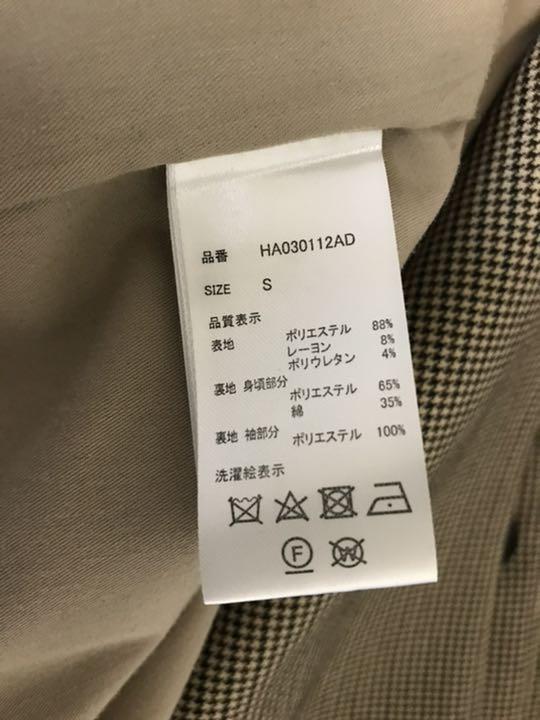 品番 HA030112AD
SIZE S
品質表示
表地 ポリエステル 88%
レーヨン 8%
ポリウレタン 4%
裏地 身頃部分 ポリエステル 65%
綿 35%
裏地 袖部分 ポリエステル 100%
洗濯絵表示
F W